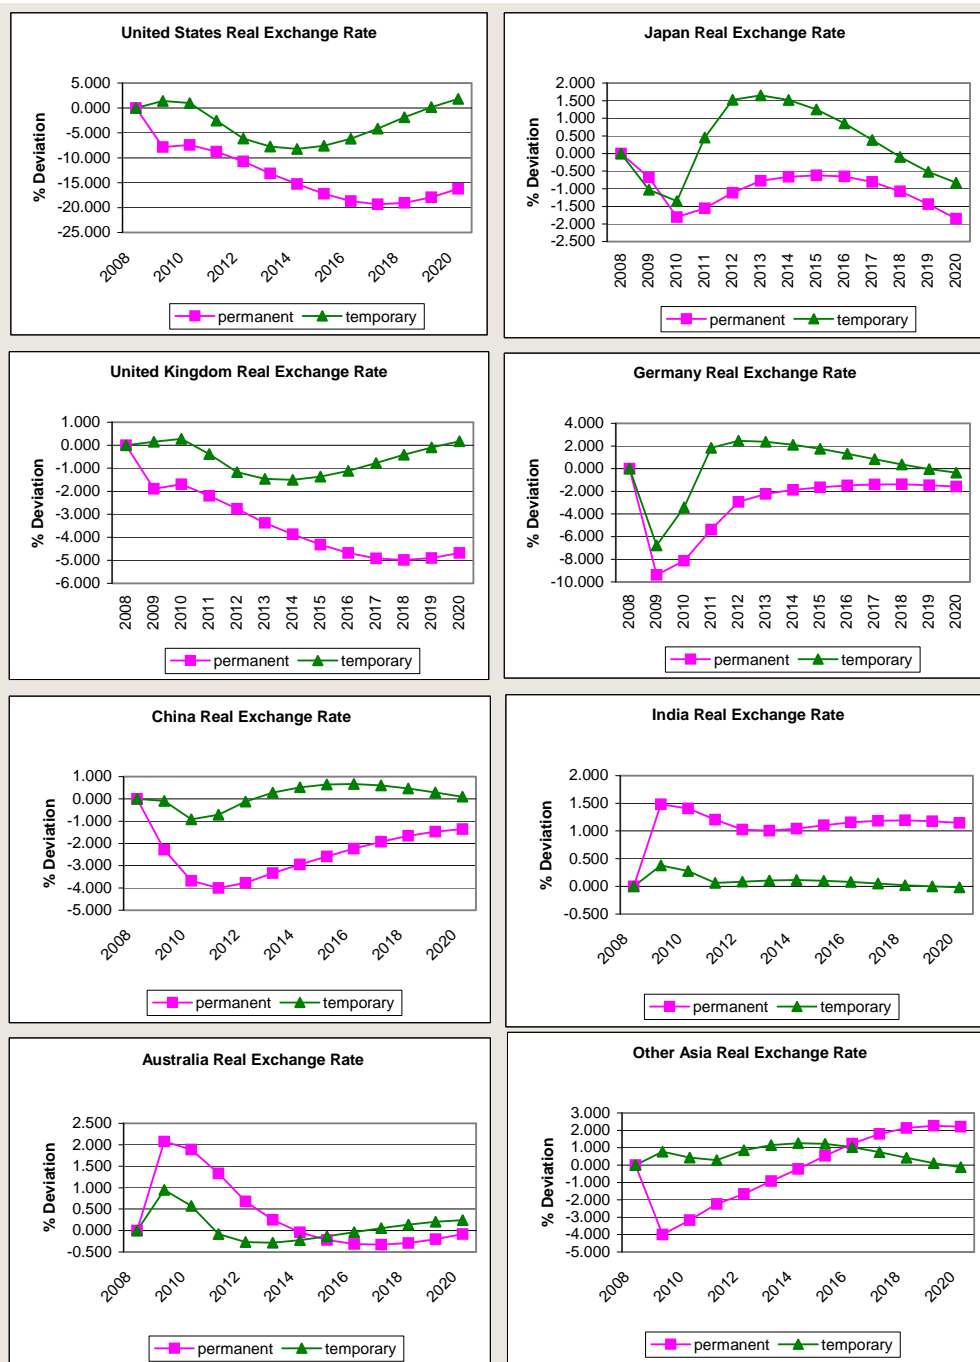 United States Real Exchange Rate
% Deviation
5.000
0.000
-5.000
-10.000
-15.000
-20.000
-25.000
2008 2010 2012 2014 2016 2018 2020
permanent temporary
Japan Real Exchange Rate
% Deviation
2.000
1.500
1.000
0.500
0.000
-0.500
-1.000
-1.500
-2.000
-2.500
2008 2009 2010 2011 2012 2013 2014 2015 2016 2017 2018 2019 2020
permanent temporary
United Kingdom Real Exchange Rate
% Deviation
1.000
0.000
-1.000
-2.000
-3.000
-4.000
-5.000
-6.000
2008 2009 2010 2011 2012 2013 2014 2015 2016 2017 2018 2019 2020
permanent temporary
Germany Real Exchange Rate
% Deviation
4.000
2.000
0.000
-2.000
-4.000
-6.000
-8.000
-10.000
2008 2009 2010 2011 2012 2013 2014 2015 2016 2017 2018 2019 2020
permanent temporary
China Real Exchange Rate
% Deviation
1.000
0.000
-1.000
-2.000
-3.000
-4.000
-5.000
2008 2010 2012 2014 2016 2018 2020
permanent temporary
India Real Exchange Rate
% Deviation
2.000
1.500
1.000
0.500
0.000
-0.500
2008 2010 2012 2014 2016 2018 2020
permanent temporary
Australia Real Exchange Rate
% Deviation
2.500
2.000
1.500
1.000
0.500
0.000
-0.500
2008 2010 2012 2014 2016 2018 2020
permanent temporary
Other Asia Real Exchange Rate
% Deviation
3.000
2.000
1.000
0.000
-1.000
-2.000
-3.000
-4.000
-5.000
2008 2010 2012 2014 2016 2018 2020
permanent temporary